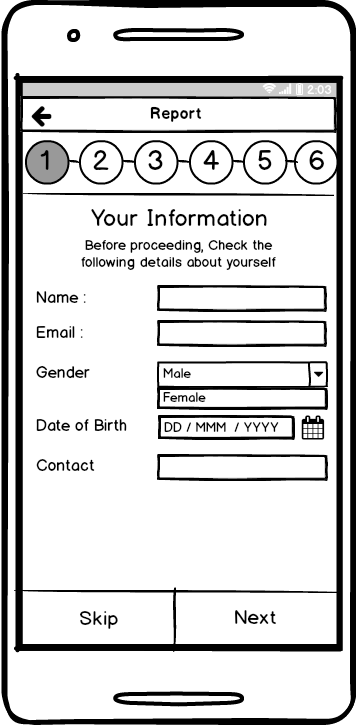 2:03
Report
1 2 3 4 5 6
Your Information
Before proceeding, Check the
following details about yourself
Name :
Email :
Gender Male
Female
Date of Birth DD / MMM / YYYY
Contact
Skip Next